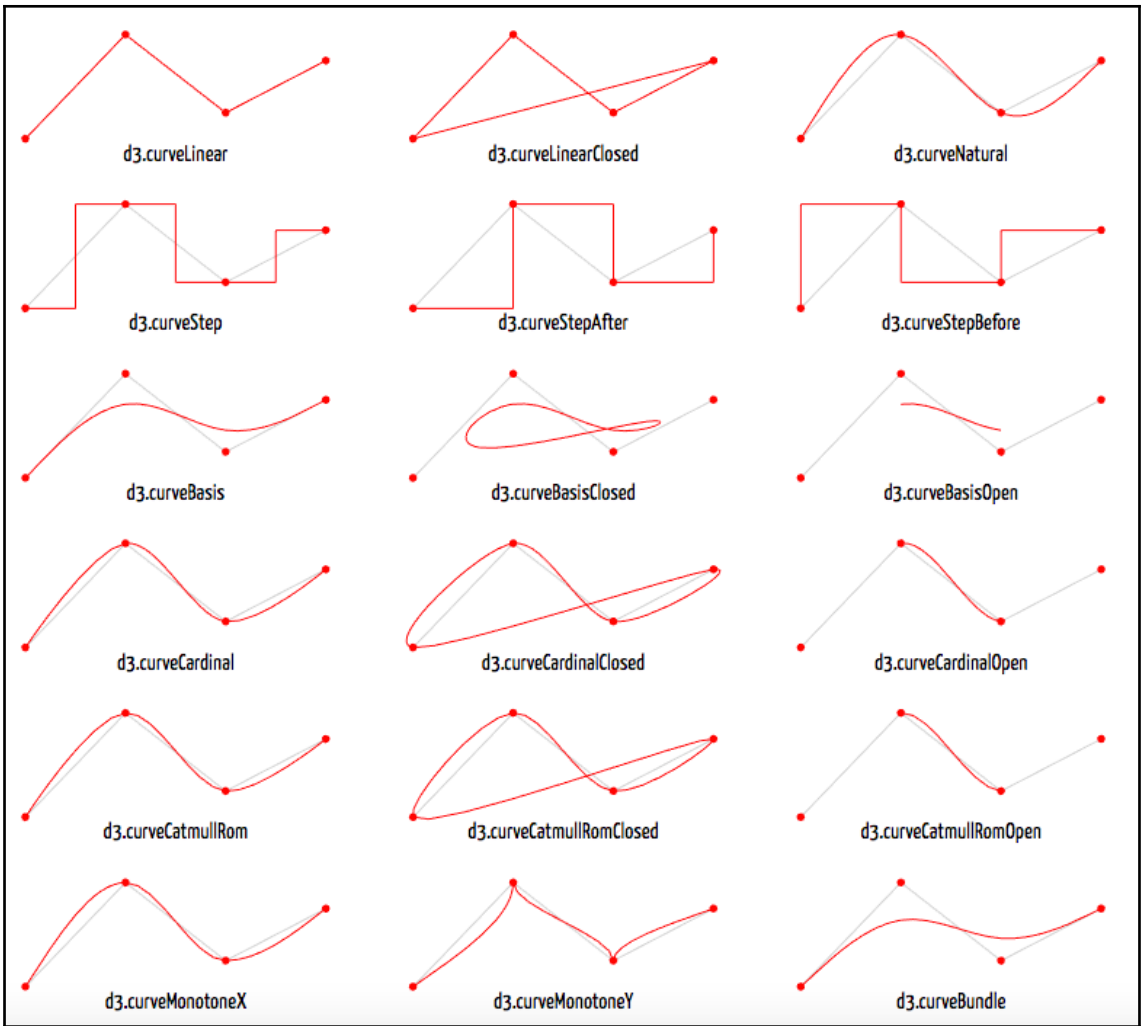 d3.curveLinear
d3.curveLinearClosed
d3.curveNatural
d3.curveStep
d3.curveStepAfter
d3.curveStepBefore
d3.curveBasis
d3.curveBasisClosed
d3.curveBasisOpen
d3.curveCardinal
d3.curveCardinalClosed
d3.curveCardinalOpen
d3.curveCatmullRom
d3.curveCatmullRomClosed
d3.curveCatmullRomOpen
d3.curveMonotoneX
d3.curveMonotoneY
d3.curveBundle